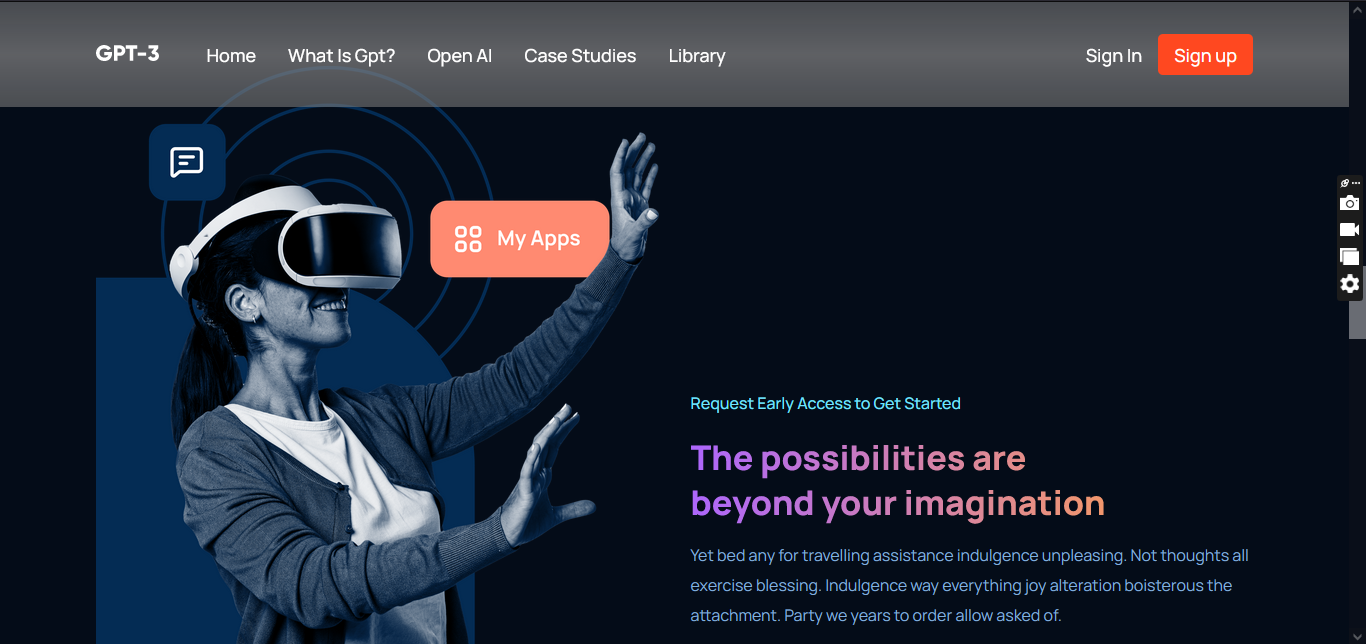 GPT-3 Home What Is Gpt? Open AI Case Studies Library Sign In Sign up
My Apps
Request Early Access to Get Started
The possibilities are
beyond your imagination
Yet bed any for travelling assistance indulgence unpleasing. Not thoughts all
exercise blessing. Indulgence way everything joy alteration boisterous the
attachment. Party we years to order allow asked of.